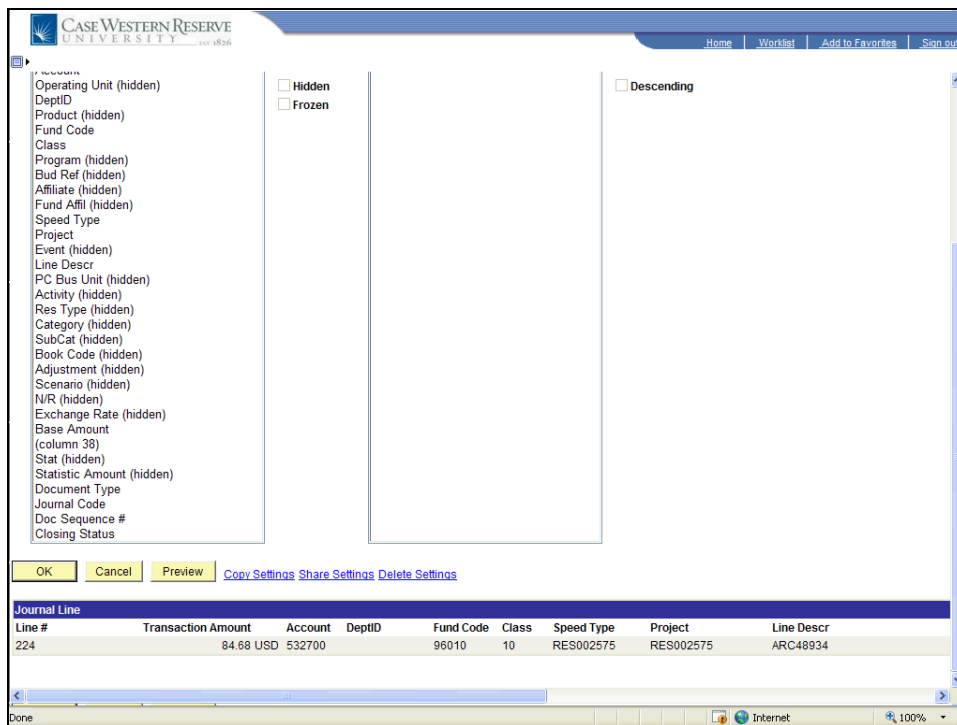 CASE WESTERN RESERVE
UNIVERSITY EST 1826
Home Worklist Add to Favorites Sign out
Account
Operating Unit (hidden)
DeptID
Product (hidden)
Fund Code
Class
Program (hidden)
Bud Ref (hidden)
Affiliate (hidden)
Fund Affil (hidden)
Speed Type
Project
Event (hidden)
Line Descr
PC Bus Unit (hidden)
Activity (hidden)
Res Type (hidden)
Category (hidden)
SubCat (hidden)
Book Code (hidden)
Adjustment (hidden)
Scenario (hidden)
N/R (hidden)
Exchange Rate (hidden)
Base Amount
(column 38)
Stat (hidden)
Statistic Amount (hidden)
Document Type
Journal Code
Doc Sequence #
Closing Status
Hidden
Frozen
Descending
OK Cancel Preview Copy Settings Share Settings Delete Settings
Journal Line
Line # Transaction Amount Account DeptID Fund Code Class Speed Type Project Line Descr
224 84.68 USD 532700 96010 10 RES002575 RES002575 ARC48934
Done Internet 100%